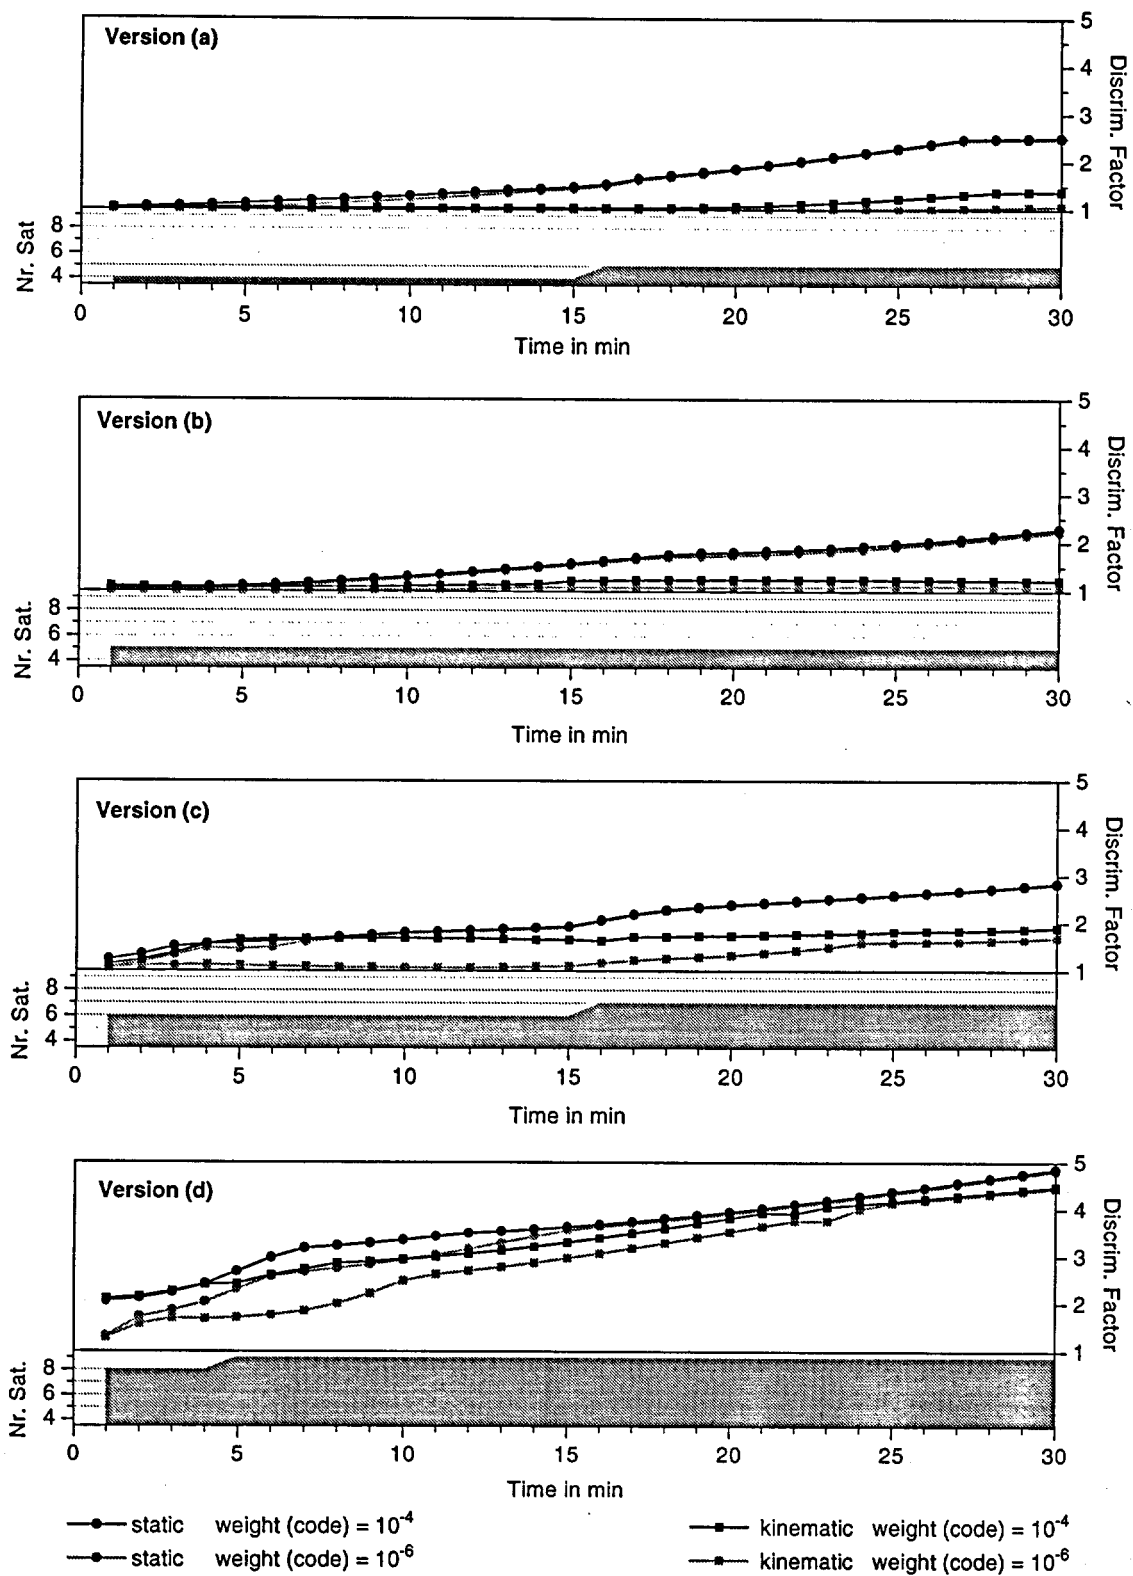 Version (a)
5
4
3
2
1
Discrim. Factor
8
6
4
Nr. Sat
0 5 10 15 20 25 30
Time in min
Version (b)
5
4
3
2
1
Discrim. Factor
8
6
4
Nr. Sat.
0 5 10 15 20 25 30
Time in min
Version (c)
5
4
3
2
1
Discrim. Factor
8
6
4
Nr. Sat.
0 5 10 15 20 25 30
Time in min
Version (d)
5
4
3
2
1
Discrim. Factor
8
6
4
Nr. Sat.
0 5 10 15 20 25 30
Time in min
static weight (code) = 10⁻⁴
static weight (code) = 10⁻⁶
kinematic weight (code) = 10⁻⁴
kinematic weight (code) = 10⁻⁶